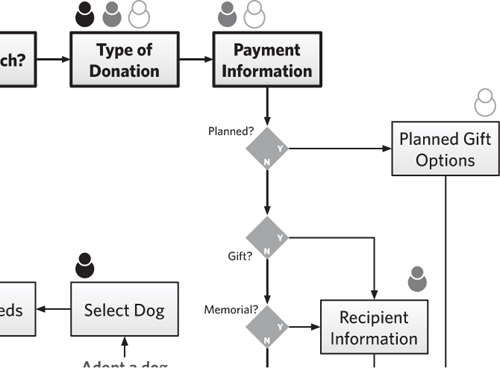 ch?
Type of
Donation
Payment
Information
Planned?
Y
N
Planned Gift
Options
Y
N
Gift?
eds
Select Dog
Memorial?
Y
N
Recipient
Information
Adopt a dog